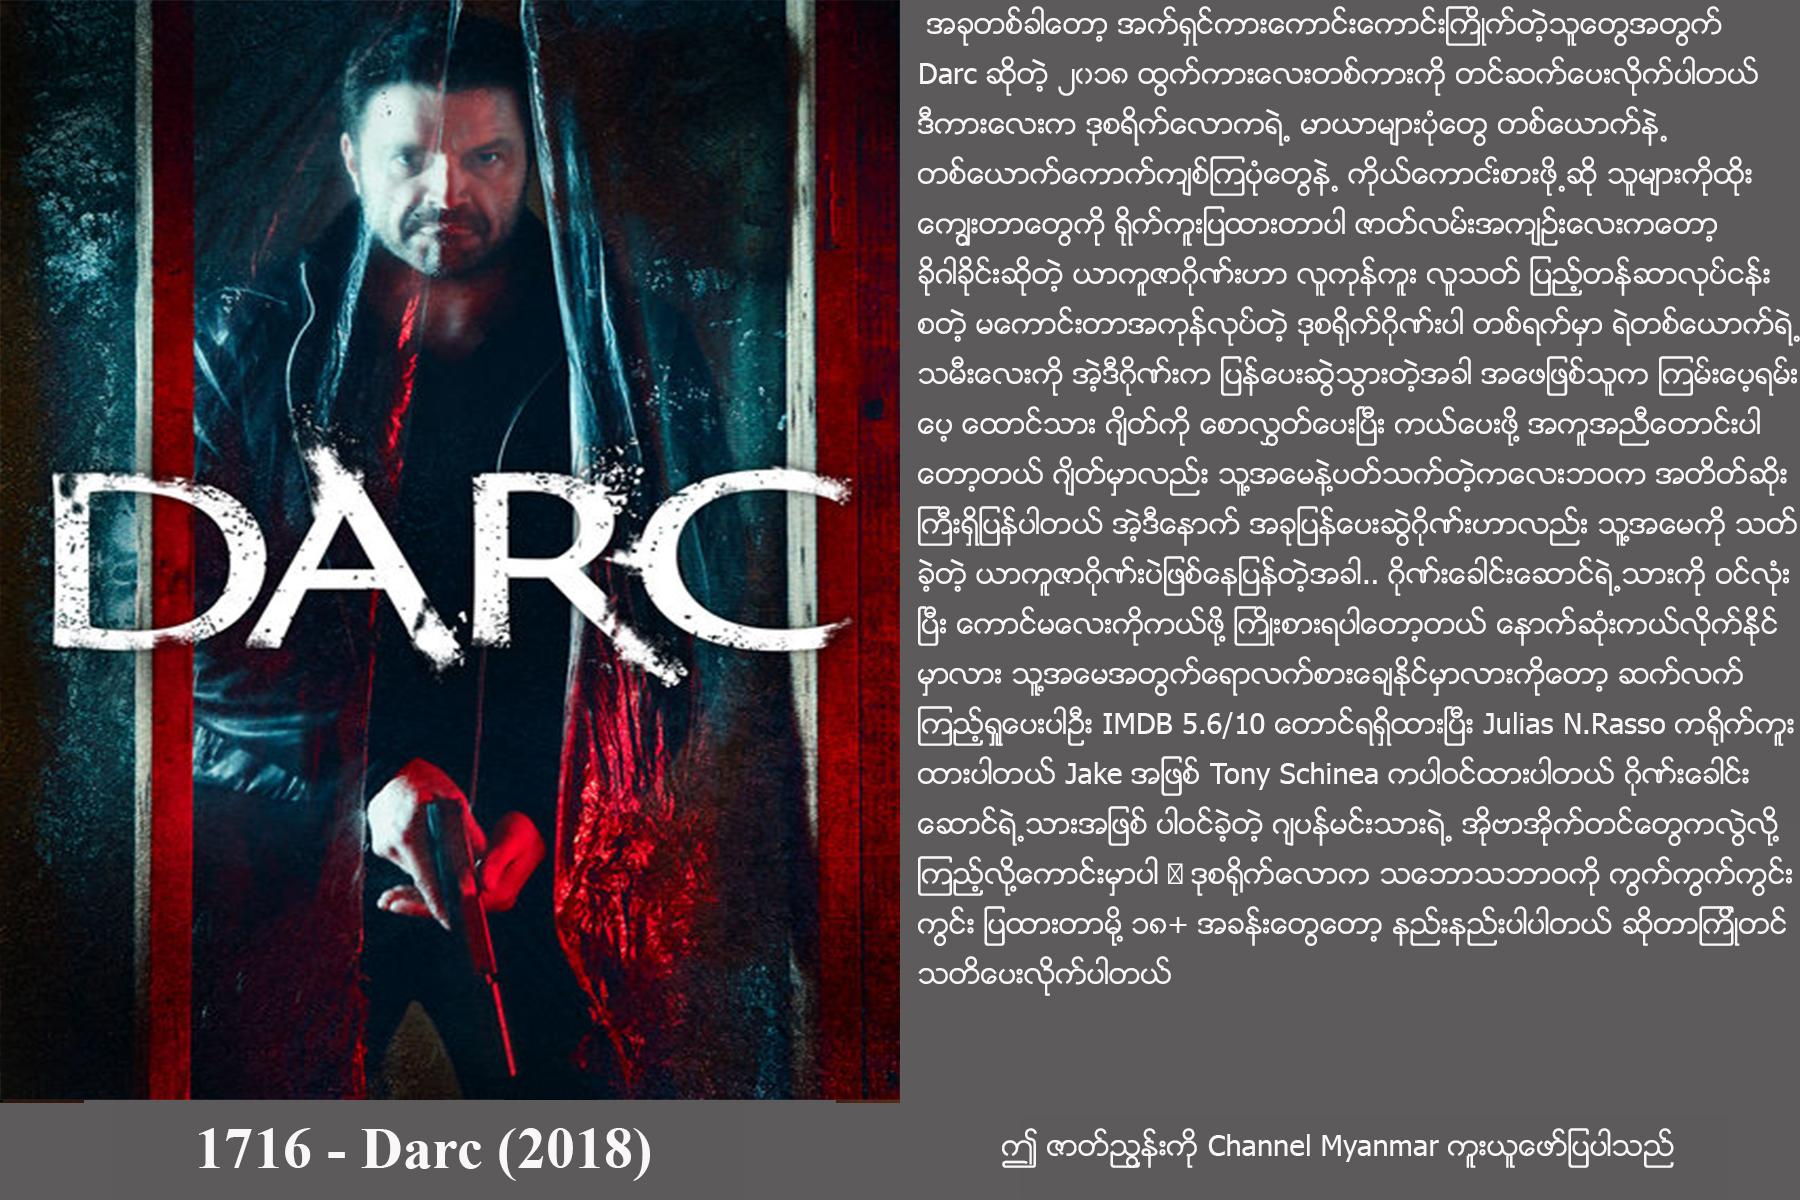 DARC
1716 - Darc (2018)
အခုတစ်ခါတော့ အက်ရှင်ကားကောင်းကောင်းကြိုက်တဲ့သူတွေအတွက်
Darc ဆိုတဲ့ ၂၀၁၈ ထွက်ကားလေးတစ်ကားကို တင်ဆက်ပေးလိုက်ပါတယ်
ဒီကားလေးက ဒုစရိုက်လောကရဲ့ မာယာများပုံတွေ တစ်ယောက်နဲ့
တစ်ယောက်ကောက်ကျစ်ကြပုံတွေနဲ့ ကိုယ်ကောင်းစားဖို့ဆို သူများကိုထိုး
ကျွေးတာတွေကို ရိုက်ကူးပြထားတာပါ ဇာတ်လမ်းအကျဉ်းလေးကတော့
ခိုဂါခိုင်းဆိုတဲ့ ယာကူဇာဂိုဏ်းဟာ လူကုန်ကူး လူသတ် ပြည့်တန်ဆာလုပ်ငန်း
စတဲ့ မကောင်းတာအကုန်လုပ်တဲ့ ဒုစရိုက်ဂိုဏ်းပါ တစ်ရက်မှာ ရဲတစ်ယောက်ရဲ့
သမီးလေးကို အဲ့ဒီဂိုဏ်းက ပြန်ပေးဆွဲသွားတဲ့အခါ အဖေဖြစ်သူက ကြမ်းပေ့ရမ်း
ပေ့ ထောင်သား ဂျိတ်ကို စောလွှတ်ပေးပြီး ကယ်ပေးဖို့ အကူအညီတောင်းပါ
တော့တယ် ဂျိတ်မှာလည်း သူ့အမေနဲ့ပတ်သက်တဲ့ကလေးဘဝက အတိတ်ဆိုး
ကြီးရှိပြန်ပါတယ် အဲ့ဒီနောက် အခုပြန်ပေးဆွဲဂိုဏ်းဟာလည်း သူ့အမေကို သတ်
ခဲ့တဲ့ ယာကူဇာဂိုဏ်းပဲဖြစ်နေပြန်တဲ့အခါ.. ဂိုဏ်းခေါင်းဆောင်ရဲ့သားကို ဝင်လုံး
ပြီး ကောင်မလေးကိုကယ်ဖို့ ကြိုးစားရပါတော့တယ် နောက်ဆုံးကယ်လိုက်နိုင်
မှာလား သူ့အမေအတွက်ရောလက်စားချေနိုင်မှာလားကိုတော့ ဆက်လက်
ကြည့်ရှုပေးပါဦး IMDB 5.6/10 တောင်ရရှိထားပြီး Julias N.Rasso ကရိုက်ကူး
ထားပါတယ် Jake အဖြစ် Tony Schinea ကပါဝင်ထားပါတယ် ဂိုဏ်းခေါင်း
ဆောင်ရဲ့သားအဖြစ် ပါဝင်ခဲ့တဲ့ ဂျပန်မင်းသားရဲ့ အိုဗာအိုက်တင်တွေကလွဲလို့
ကြည့်လို့ကောင်းမှာပါ ဒုစရိုက်လောက သဘောသဘာဝကို ကွက်ကွက်ကွင်း
ကွင်း ပြထားတာမို့ ၁၈+ အခန်းတွေတော့ နည်းနည်းပါပါတယ် ဆိုတာကြိုတင်
သတိပေးလိုက်ပါတယ်
ဤ ဇာတ်ညွှန်းကို Channel Myanmar ကူးယူဖော်ပြပါသည်